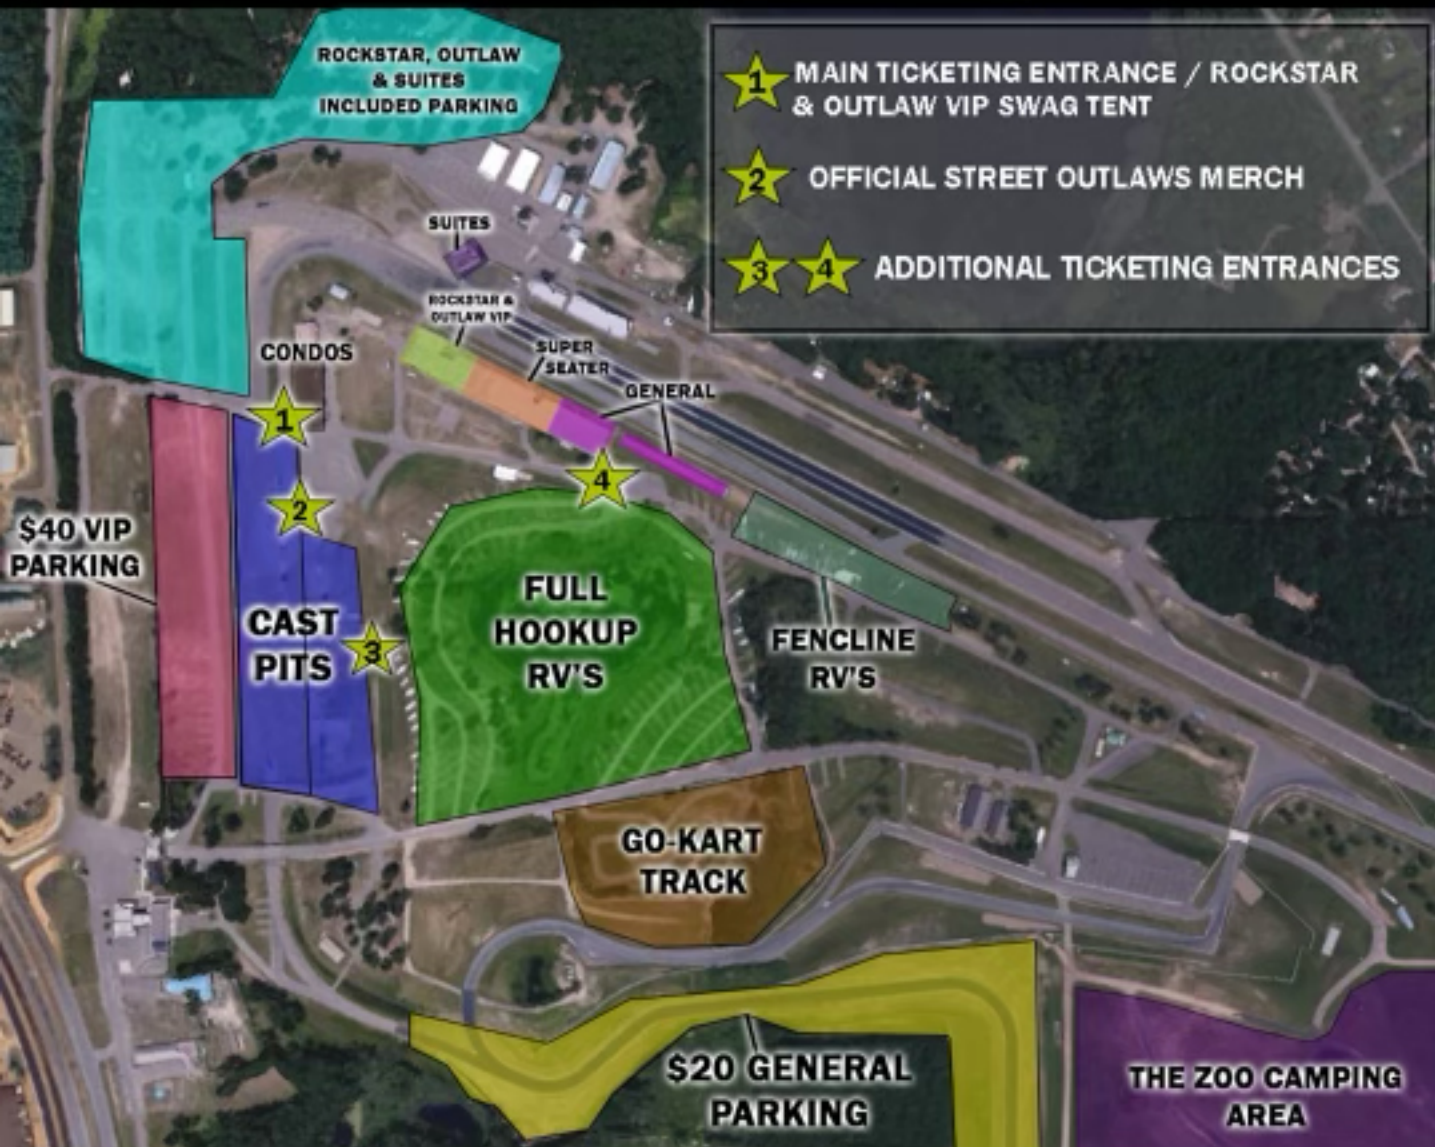 ROCKSTAR, OUTLAW
& SUITES
INCLUDED PARKING
1 MAIN TICKETING ENTRANCE / ROCKSTAR
& OUTLAW VIP SWAG TENT
2 OFFICIAL STREET OUTLAWS MERCH
3 4 ADDITIONAL TICKETING ENTRANCES
SUITES
ROCKSTAR &
OUTLAW VIP
CONDOS
SUPER
SEATER
GENERAL
1
4
2
$40 VIP
PARKING
CAST
PITS
3
FULL
HOOKUP
RV'S
FENCLINE
RV'S
GO-KART
TRACK
$20 GENERAL
PARKING
THE ZOO CAMPING
AREA